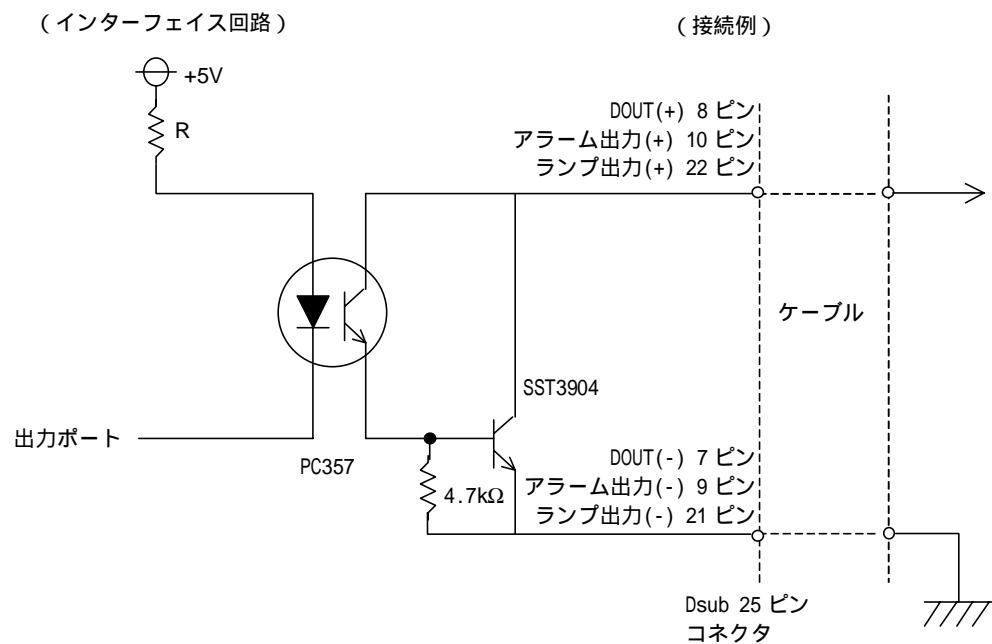 (インターフェイス回路)
(接続例)
+5V
R
DOUT(+) 8 ピン
アラーム出力(+) 10 ピン
ランプ出力(+) 22 ピン
ケーブル
SST3904
出力ポート
PC357
4.7kΩ
DOUT(-) 7 ピン
アラーム出力(-) 9 ピン
ランプ出力(-) 21 ピン
Dsub 25 ピン
コネクタ